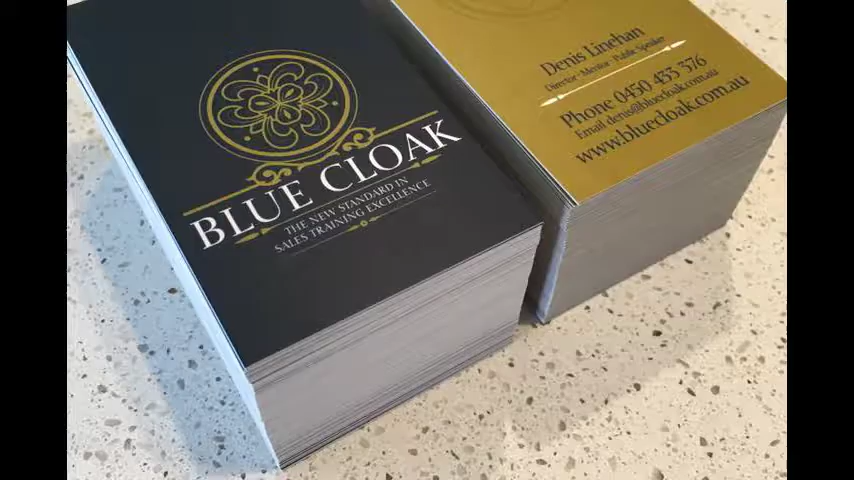 BLUE CLOAK
THE NEW STANDARD IN
SALES TRAINING EXCELLENCE
Denis Linehan
Director · Mentor · Public Speaker
Phone 0450 433 376
Email denis@bluecloak.com.au
www.bluecloak.com.au